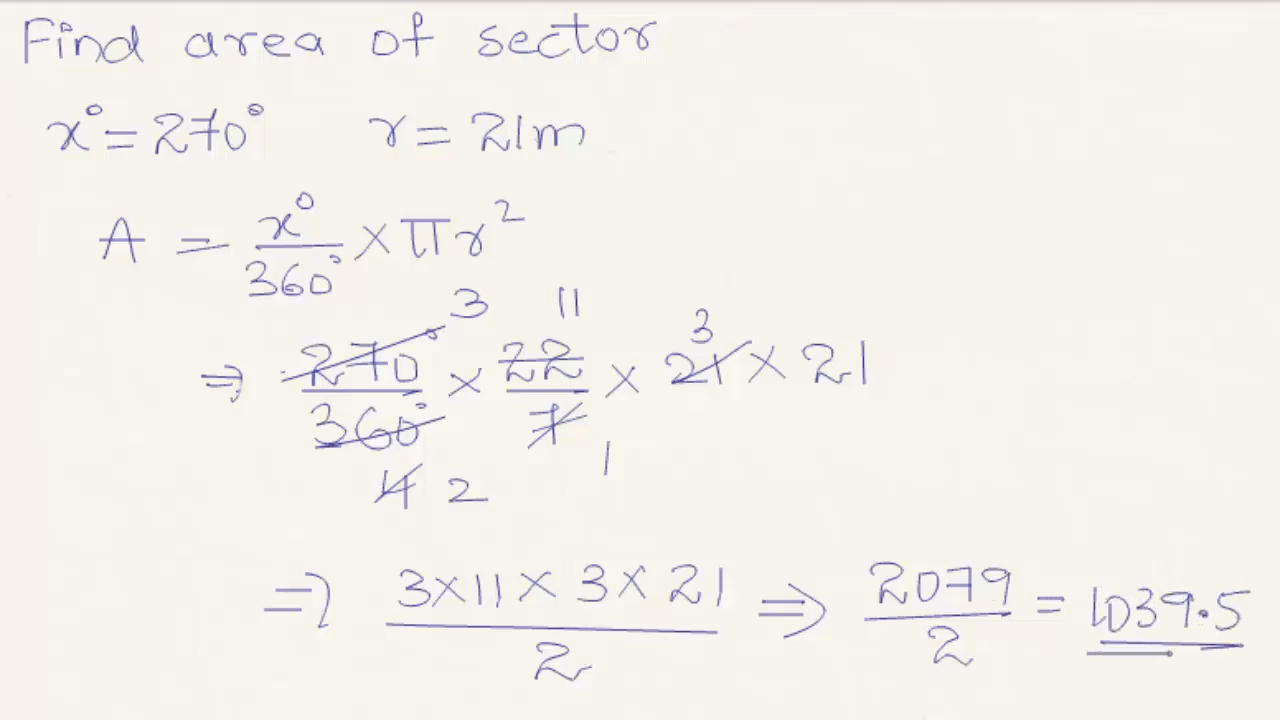 Find area of sector
x° = 270° r = 21m
A = x°/360° × πr²
3 11 3
⇒ 270°/360° × 22/7 × 21 × 21
4 2 1
⇒ 3×11×3×21/2 ⇒ 2079/2 = 1039.5